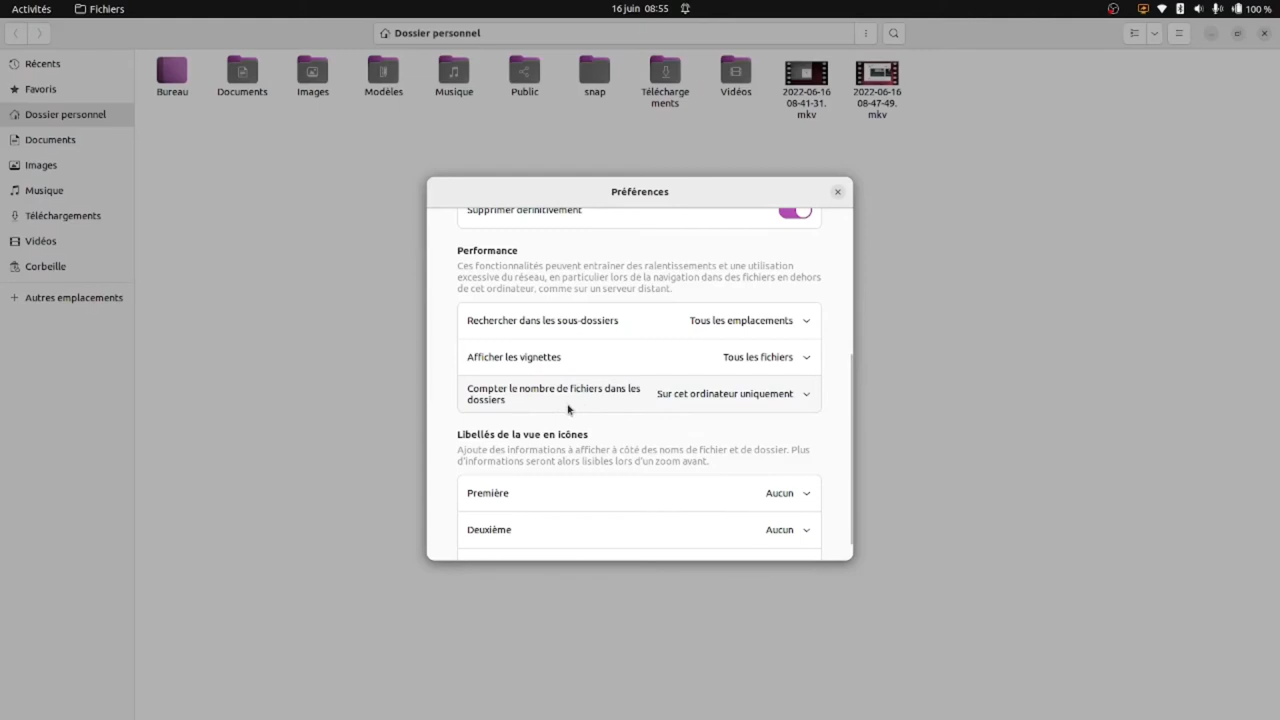 Activités
Fichiers
16 juin 08:55
100 %
Dossier personnel
Récents
Favoris
Dossier personnel
Documents
Images
Musique
Téléchargements
Vidéos
Corbeille
Autres emplacements
Bureau
Documents
Images
Modèles
Musique
Public
snap
Télécharge
ments
Vidéos
2022-06-16
08-41-31.
mkv
2022-06-16
08-47-49.
mkv
Préférences
Supprimer définitivement
Performance
Ces fonctionnalités peuvent entraîner des ralentissements et une utilisation
excessive du réseau, en particulier lors de la navigation dans des fichiers en dehors
de cet ordinateur, comme sur un serveur distant.
Rechercher dans les sous-dossiers
Tous les emplacements
Afficher les vignettes
Tous les fichiers
Compter le nombre de fichiers dans les
dossiers
Sur cet ordinateur uniquement
Libellés de la vue en icônes
Ajoute des informations à afficher à côté des noms de fichier et de dossier. Plus
d'informations seront alors lisibles lors d'un zoom avant.
Première
Aucun
Deuxième
Aucun